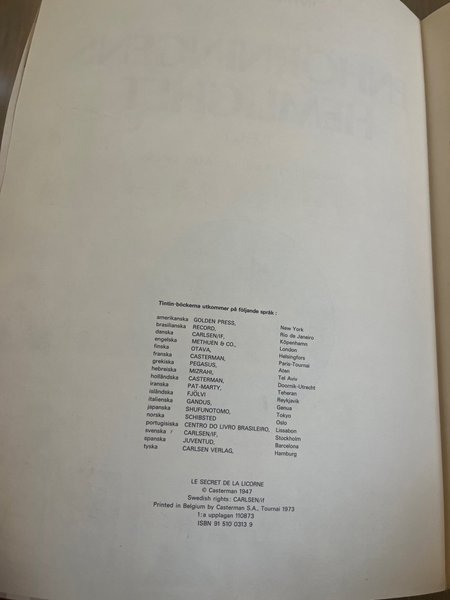 Tintin-böckerna utkommer på följande språk :
amerikanska GOLDEN PRESS, New York
brasilianska RECORD, Rio de Janeiro
danska CARLSEN/IF, Köpenhamn
engelska METHUEN & CO., London
finska OTAVA, Helsingfors
franska CASTERMAN, Paris-Tournai
grekiska PEGASUS, Aten
hebreiska MIZRAHI, Tel Aviv
holländska CASTERMAN, Doornik-Utrecht
iranska PAT-MARTY, Teheran
isländska FJÖLVI Reykjavik
italienska GANDUS, Genua
japanska SHUFUNOTOMO, Tokyo
norska SCHIBSTED Oslo
portugisiska CENTRO DO LIVRO BRASILEIRO, Lissabon
svenska CARLSEN/IF, Stockholm
spanska JUVENTUD, Barcelona
tyska CARLSEN VERLAG, Hamburg
LE SECRET DE LA LICORNE
© Casterman 1947
Swedish rights: CARLSEN/if
Printed in Belgium by Casterman S.A., Tournai 1973
1:a upplagan 110873
ISBN 91 510 0313 9